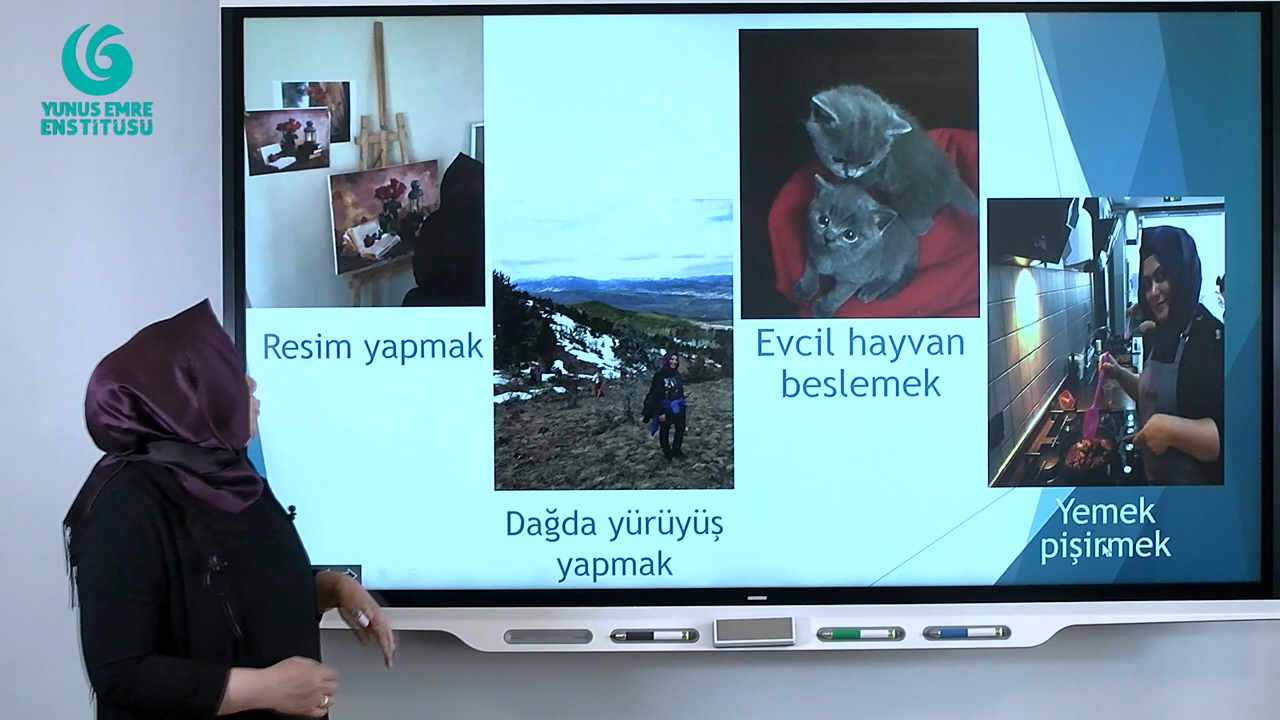 YUNUS EMRE
ENSTİTÜSÜ
Resim yapmak
Dağda yürüyüş
yapmak
Evcil hayvan
beslemek
Yemek
pişirmek